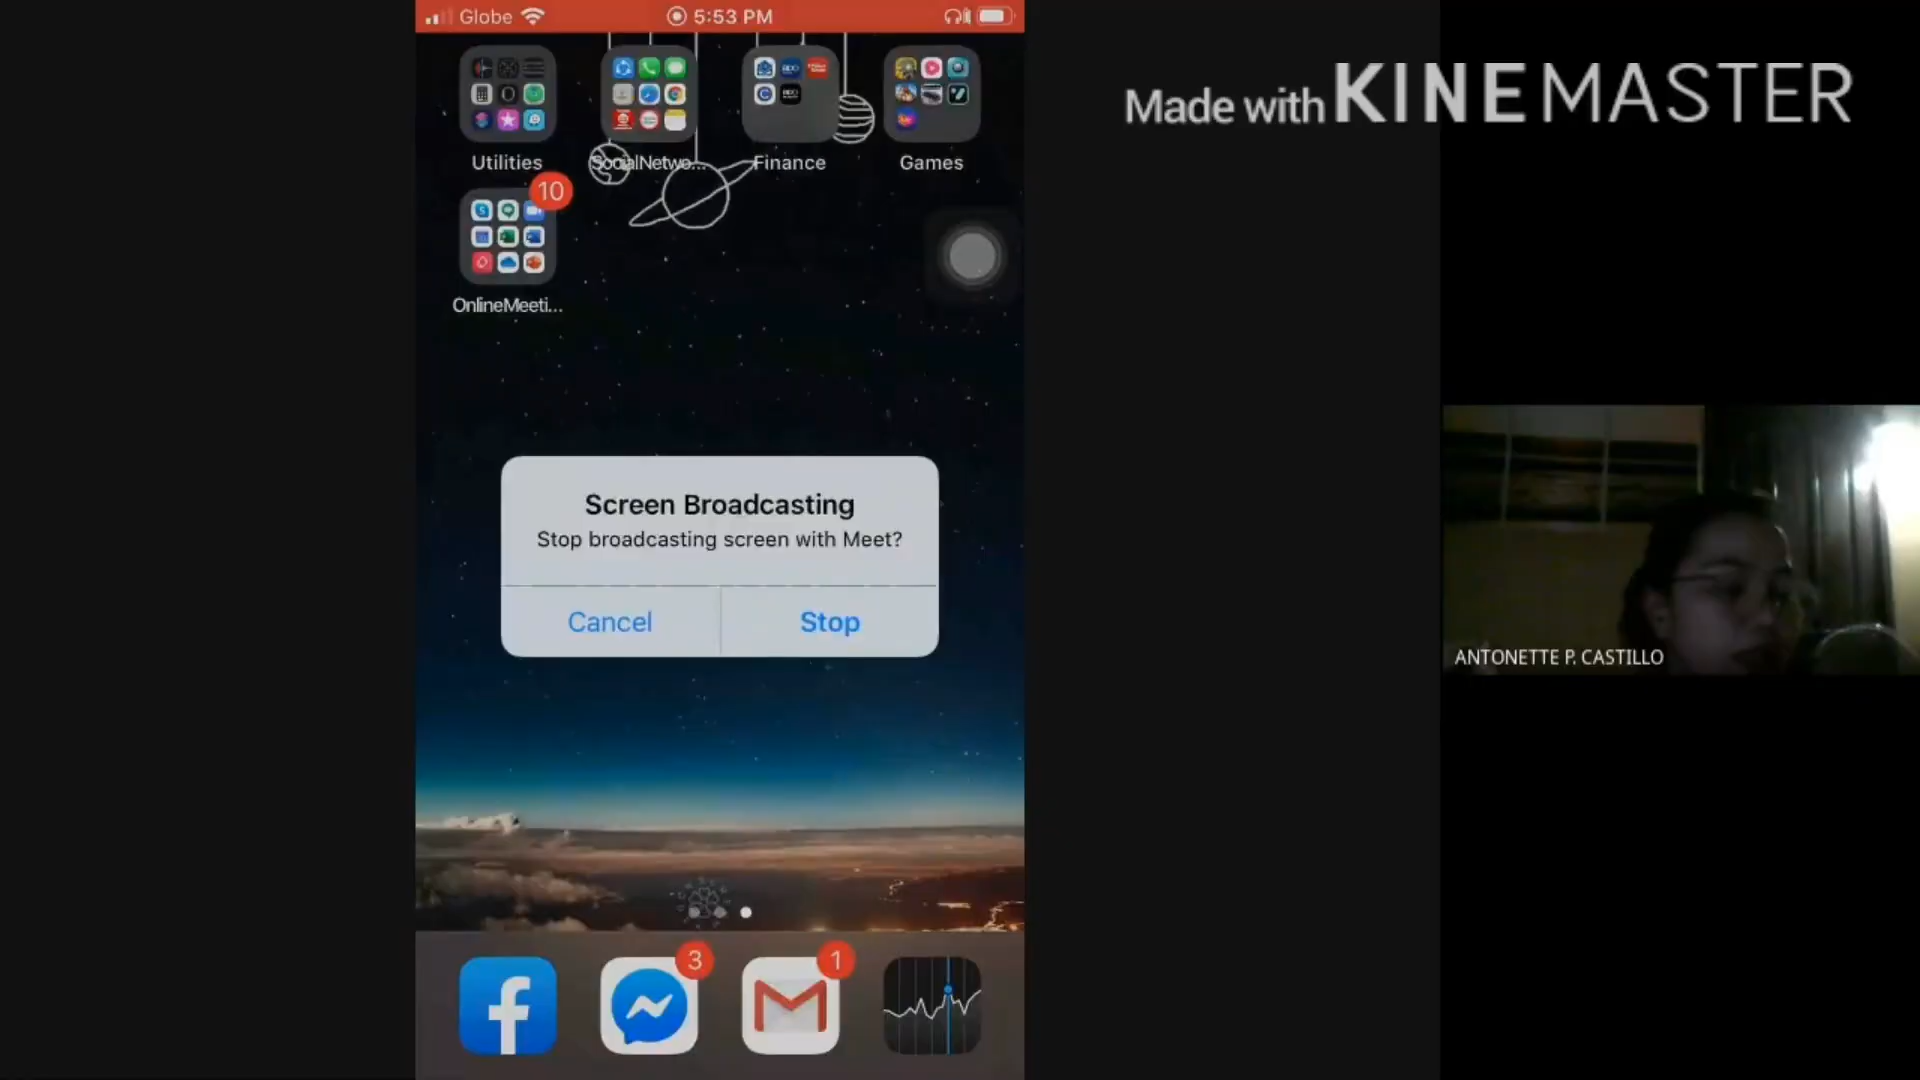 Globe
5:53 PM
Made with KINEMASTER
Utilities
SocialNetwo...
Finance
Games
10
OnlineMeeti...
Screen Broadcasting
Stop broadcasting screen with Meet?
Cancel
Stop
ANTONETTE P. CASTILLO
3
1